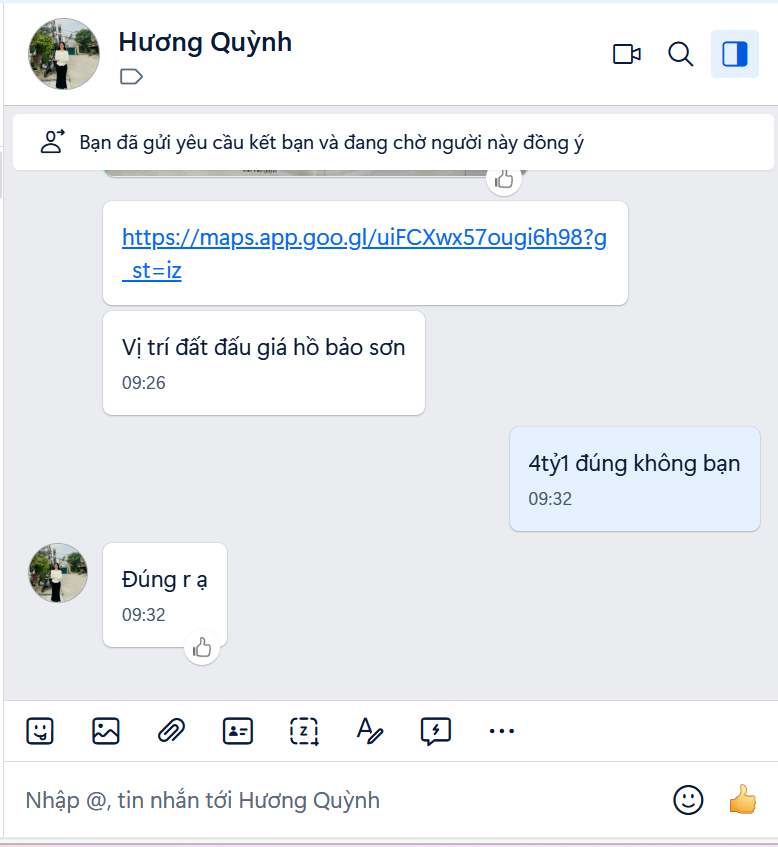 Hương Quỳnh
Bạn đã gửi yêu cầu kết bạn và đang chờ người này đồng ý
https://maps.app.goo.gl/uiFCXwx57ougi6h98?g
_st=iz
Vị trí đất đấu giá hồ bảo sơn
09:26
4tỷ1 đúng không bạn
09:32
Đúng r ạ
09:32
Nhập @, tin nhắn tới Hương Quỳnh